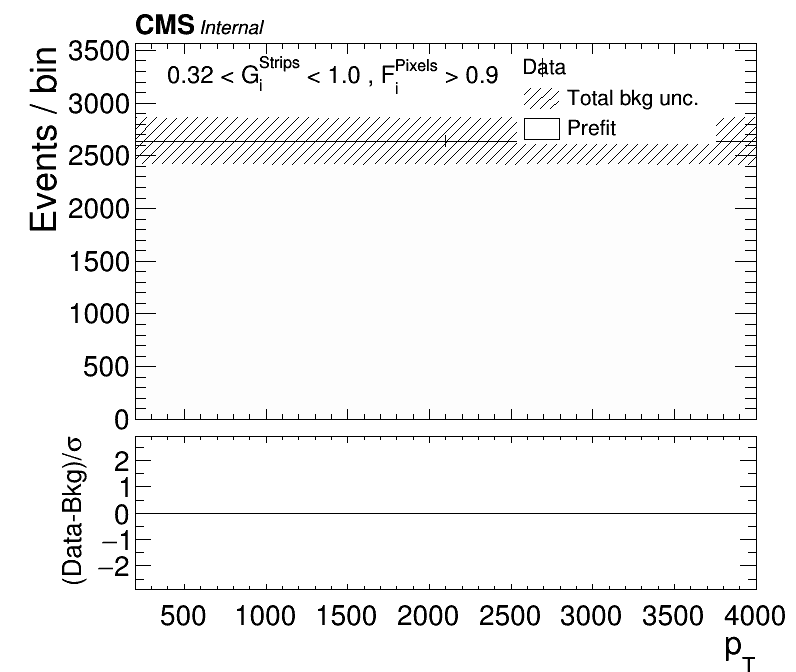 CMS Internal
Events / bin
3500
3000
2500
2000
1500
1000
500
0
0.32 < G_i^Strips < 1.0 , F_i^Pixels > 0.9
Data
Total bkg unc.
Prefit
(Data-Bkg)/σ
2
1
0
−1
−2
500 1000 1500 2000 2500 3000 3500 4000
p_T